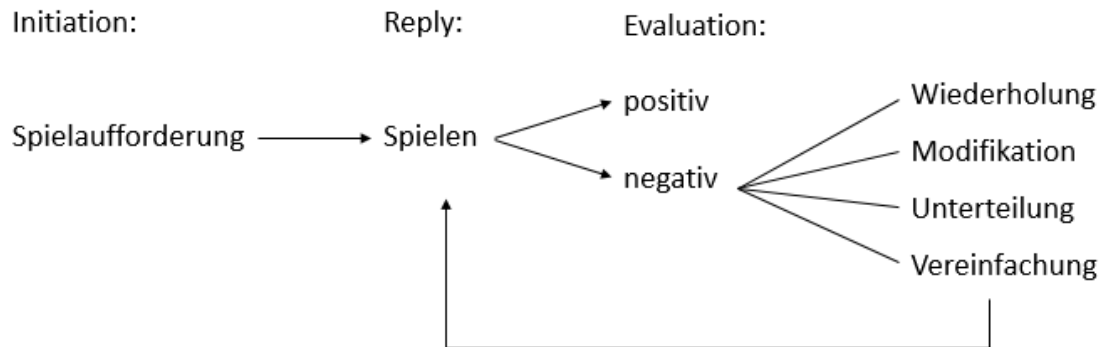 Initiation:
Reply:
Evaluation:
Spielaufforderung
Spielen
positiv
negativ
Wiederholung
Modifikation
Unterteilung
Vereinfachung